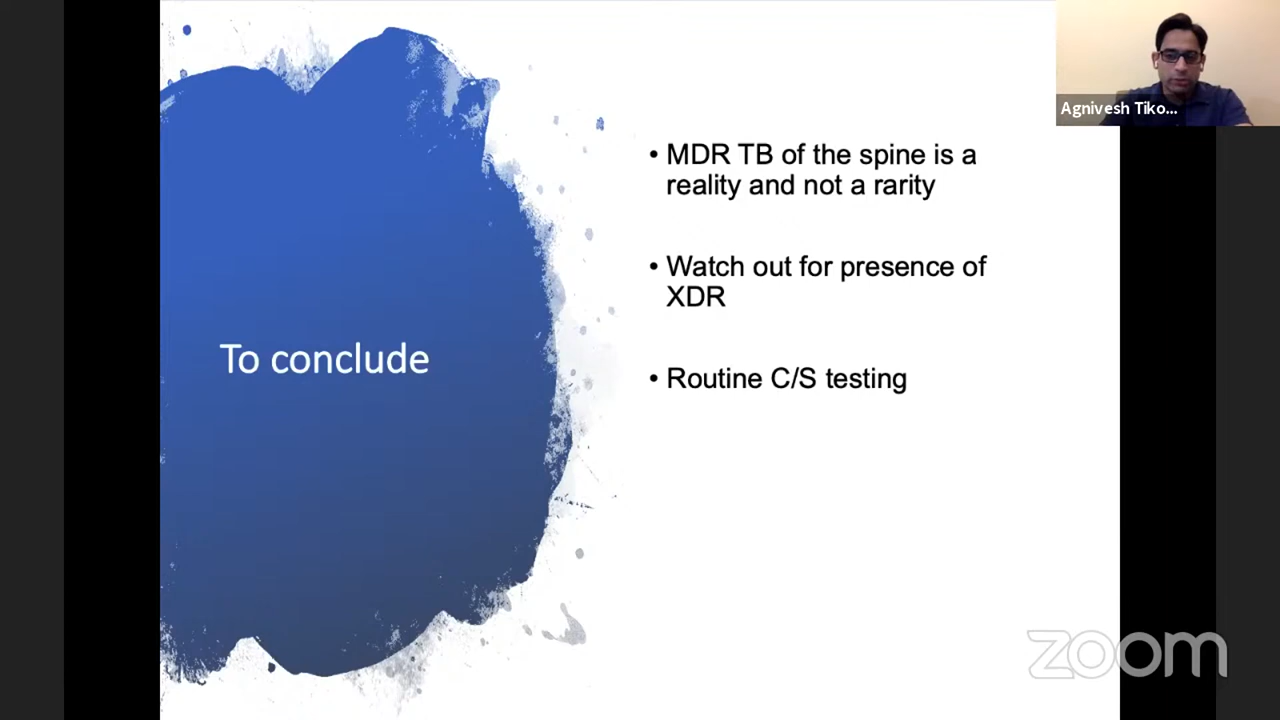 Agnivesh Tiko...
• MDR TB of the spine is a
reality and not a rarity
• Watch out for presence of
XDR
To conclude
• Routine C/S testing
zoom